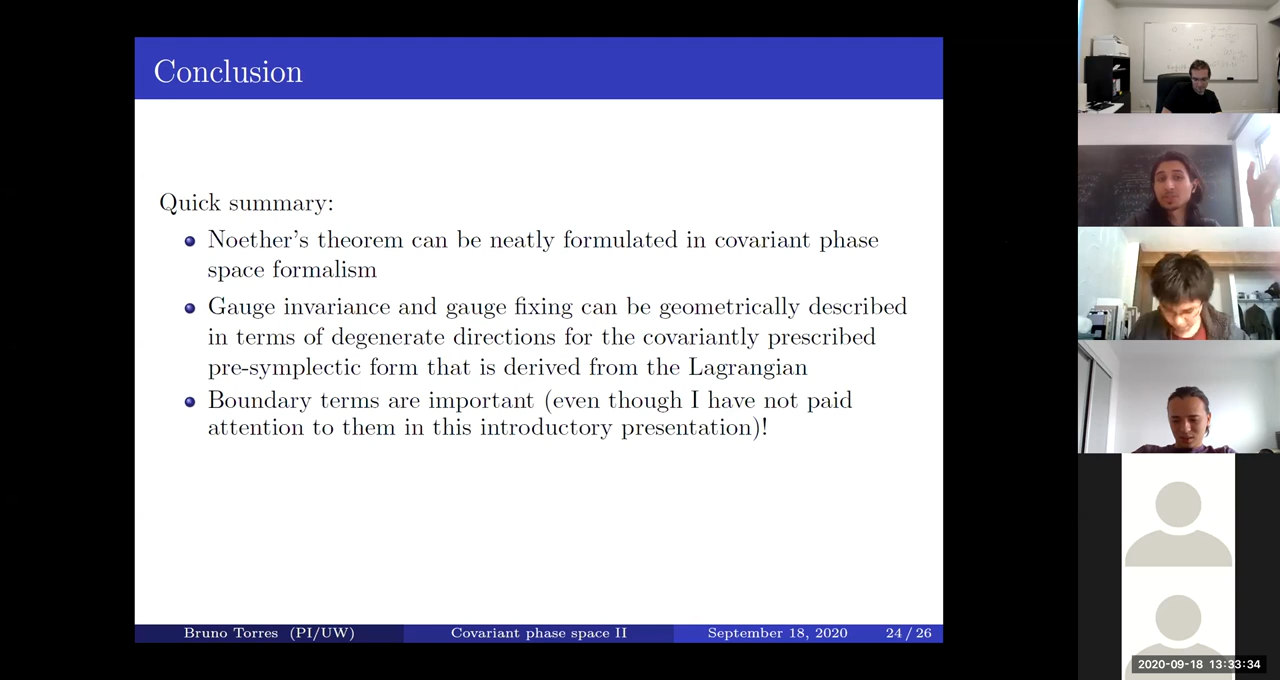 Conclusion
Quick summary:
Noether's theorem can be neatly formulated in covariant phase
space formalism
Gauge invariance and gauge fixing can be geometrically described
in terms of degenerate directions for the covariantly prescribed
pre-symplectic form that is derived from the Lagrangian
Boundary terms are important (even though I have not paid
attention to them in this introductory presentation)!
Bruno Torres (PI/UW)
Covariant phase space II
September 18, 2020
24 / 26
2020-09-18 13:33:34